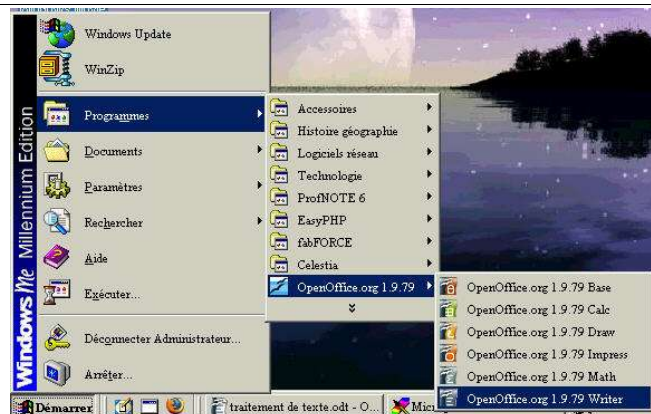 Windows Update
WinZip
Programmes
Documents
Paramètres
Rechercher
Aide
Exécuter...
Déconnecter Administrateur...
Arrêter...
Windows Me Millennium Edition
Accessoires
Histoire géographie
Logiciels réseau
Technologie
ProfNOTE 6
EasyPHP
fabFORCE
Celestia
OpenOffice.org 1.9.79
OpenOffice.org 1.9.79 Base
OpenOffice.org 1.9.79 Calc
OpenOffice.org 1.9.79 Draw
OpenOffice.org 1.9.79 Impress
OpenOffice.org 1.9.79 Math
OpenOffice.org 1.9.79 Writer
Démarrer
traitement de texte.odt - O...